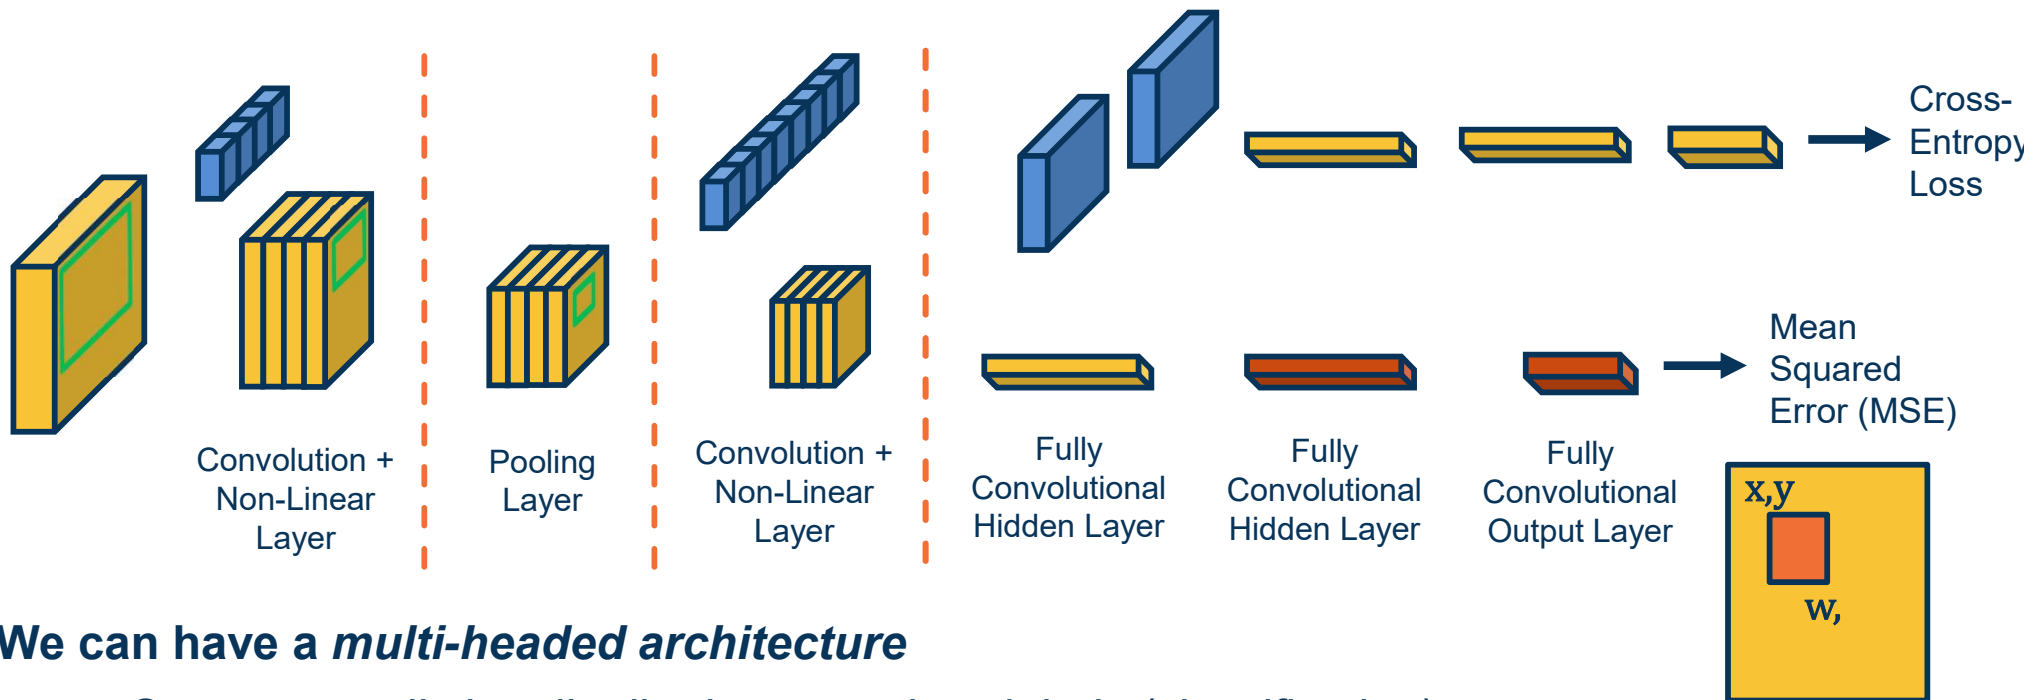 Cross-
Entropy
Loss
Mean
Squared
Error (MSE)
Convolution +
Non-Linear
Layer
Pooling
Layer
Convolution +
Non-Linear
Layer
Fully
Convolutional
Hidden Layer
Fully
Convolutional
Hidden Layer
Fully
Convolutional
Output Layer
x,y
w,
We can have a multi-headed architecture